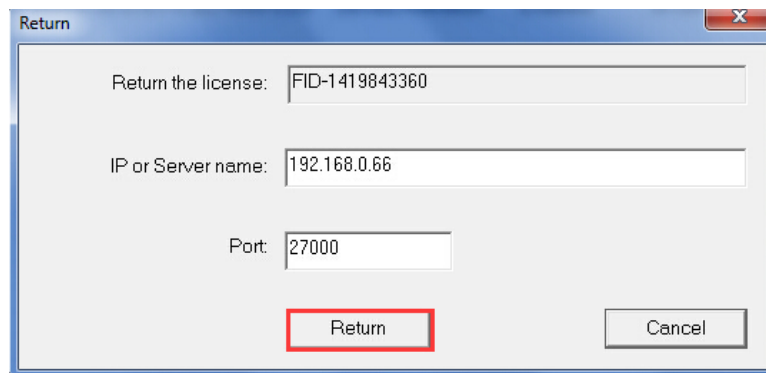 Return
Return the license: FID-1419843360
IP or Server name: 192.168.0.66
Port: 27000
Return Cancel